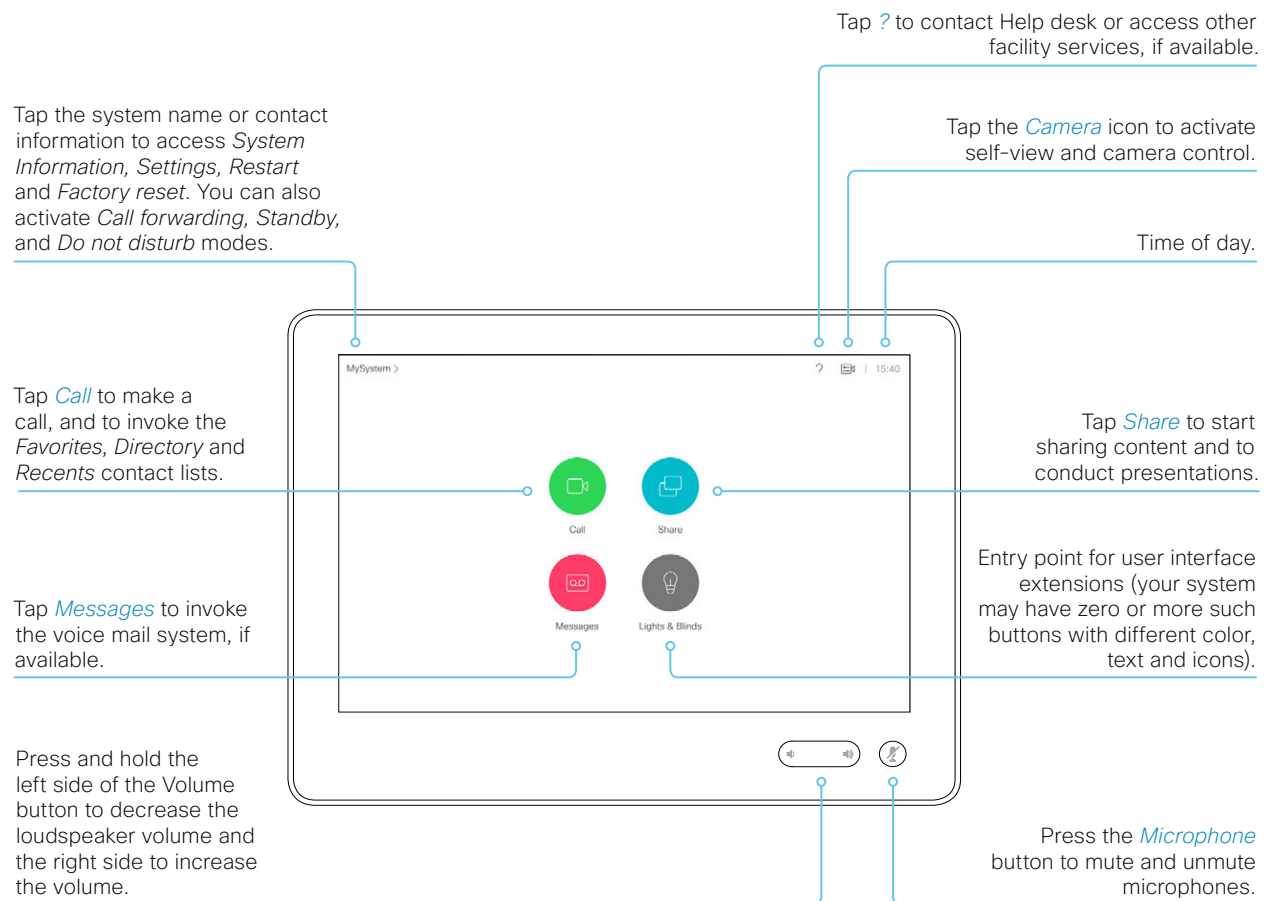 Tap ? to contact Help desk or access other
facility services, if available.
Tap the system name or contact
information to access System
Information, Settings, Restart
and Factory reset. You can also
activate Call forwarding, Standby,
and Do not disturb modes.
Tap the Camera icon to activate
self-view and camera control.
Time of day.
MySystem >
?
15:40
Tap Call to make a
call, and to invoke the
Favorites, Directory and
Recents contact lists.
Tap Share to start
sharing content and to
conduct presentations.
Call
Share
Messages
Lights & Blinds
Tap Messages to invoke
the voice mail system, if
available.
Entry point for user interface
extensions (your system
may have zero or more such
buttons with different color,
text and icons).
Press and hold the
left side of the Volume
button to decrease the
loudspeaker volume and
the right side to increase
the volume.
Press the Microphone
button to mute and unmute
microphones.